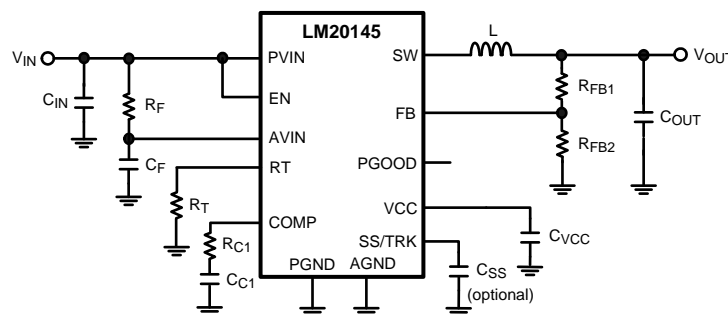 LM20145
VIN
PVIN
SW
L
VOUT
CIN
RF
EN
RFB1
COUT
FB
AVIN
RFB2
CF
RT
PGOOD
RT
VCC
COMP
RC1
SS/TRK
CVCC
CC1
PGND
AGND
CSS
(optional)